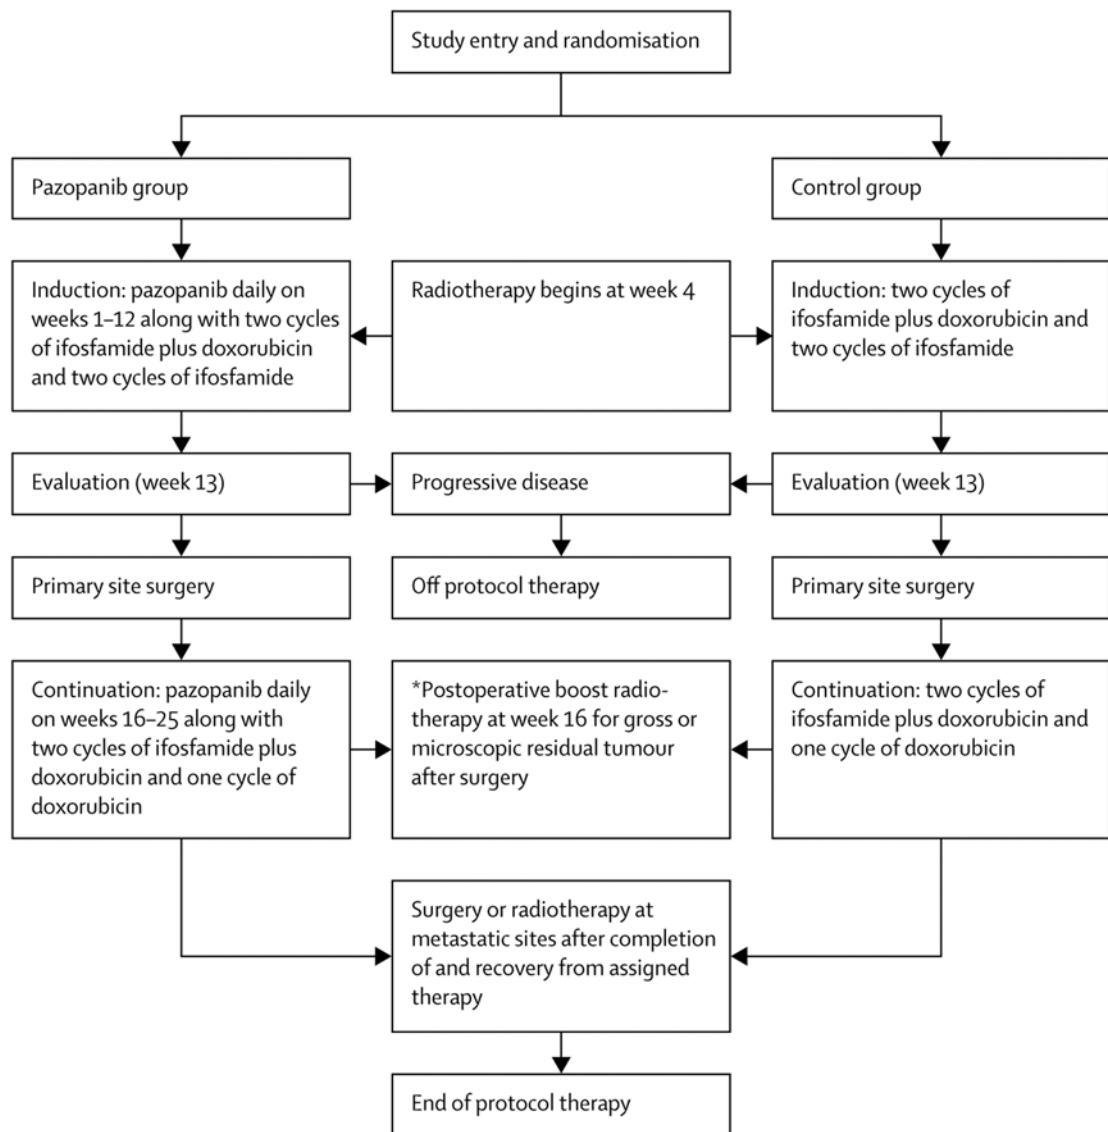 Study entry and randomisation
Pazopanib group
Control group
Induction: pazopanib daily on
weeks 1–12 along with two cycles
of ifosfamide plus doxorubicin
and two cycles of ifosfamide
Radiotherapy begins at week 4
Induction: two cycles of
ifosfamide plus doxorubicin and
two cycles of ifosfamide
Evaluation (week 13)
Progressive disease
Evaluation (week 13)
Primary site surgery
Off protocol therapy
Primary site surgery
Continuation: pazopanib daily
on weeks 16–25 along with
two cycles of ifosfamide plus
doxorubicin and one cycle of
doxorubicin
*Postoperative boost radio-
therapy at week 16 for gross or
microscopic residual tumour
after surgery
Continuation: two cycles of
ifosfamide plus doxorubicin and
one cycle of doxorubicin
Surgery or radiotherapy at
metastatic sites after completion
of and recovery from assigned
therapy
End of protocol therapy